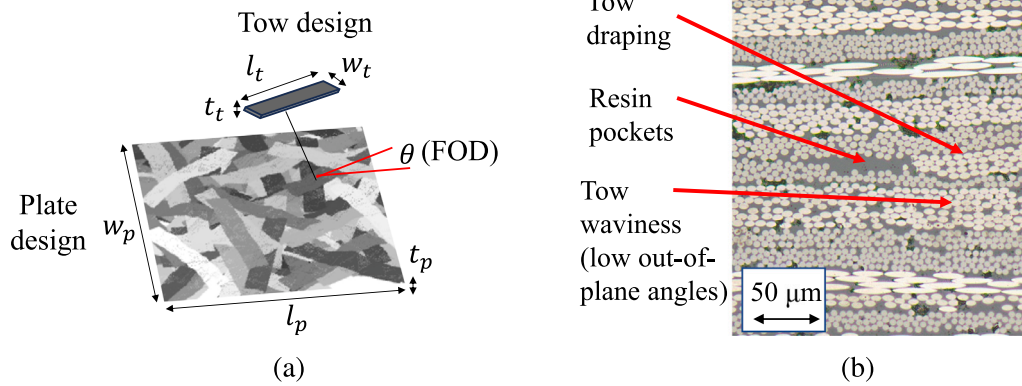 Tow design
l_t
w_t
t_t
θ (FOD)
Plate
design
w_p
t_p
l_p
(a)
Tow
draping
Resin
pockets
Tow
waviness
(low out-of-
plane angles)
50 μm
(b)